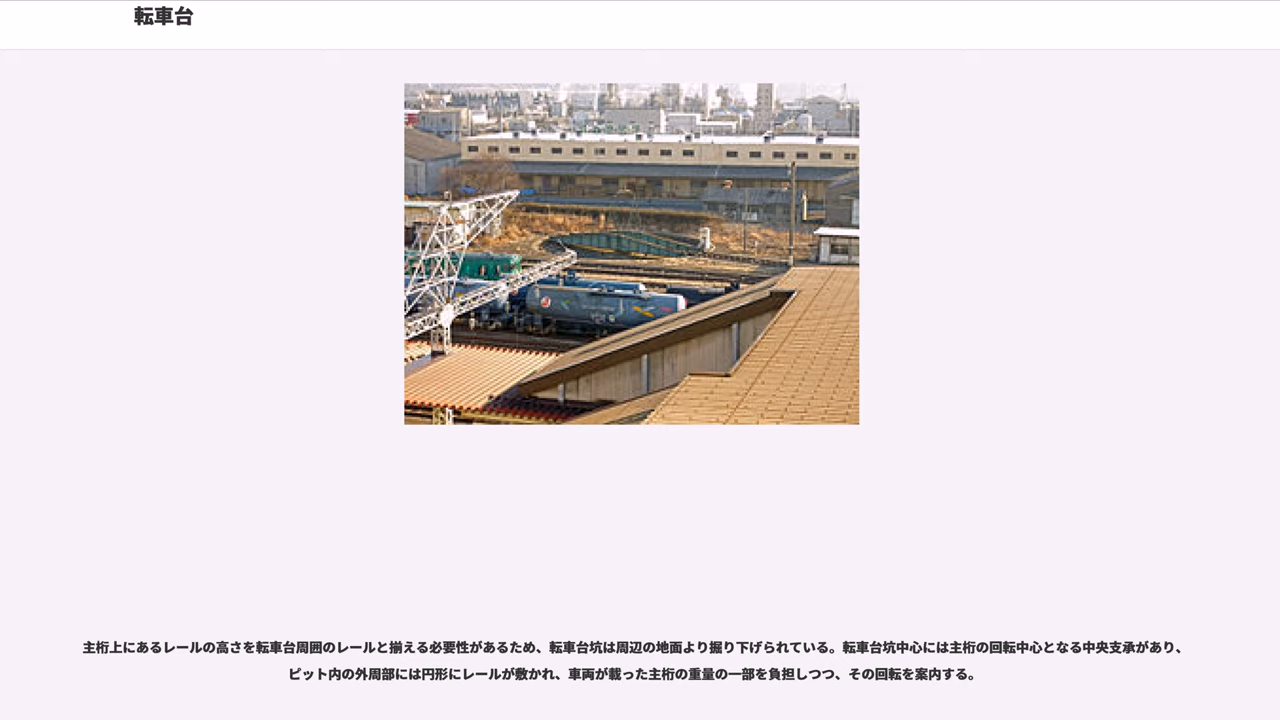 転車台
主桁上にあるレールの高さを転車台周囲のレールと揃える必要性があるため、転車台坑は周辺の地面より掘り下げられている。転車台坑中心には主桁の回転中心となる中央支承があり、
ピット内の外周部には円形にレールが敷かれ、車両が載った主桁の重量の一部を負担しつつ、その回転を案内する。